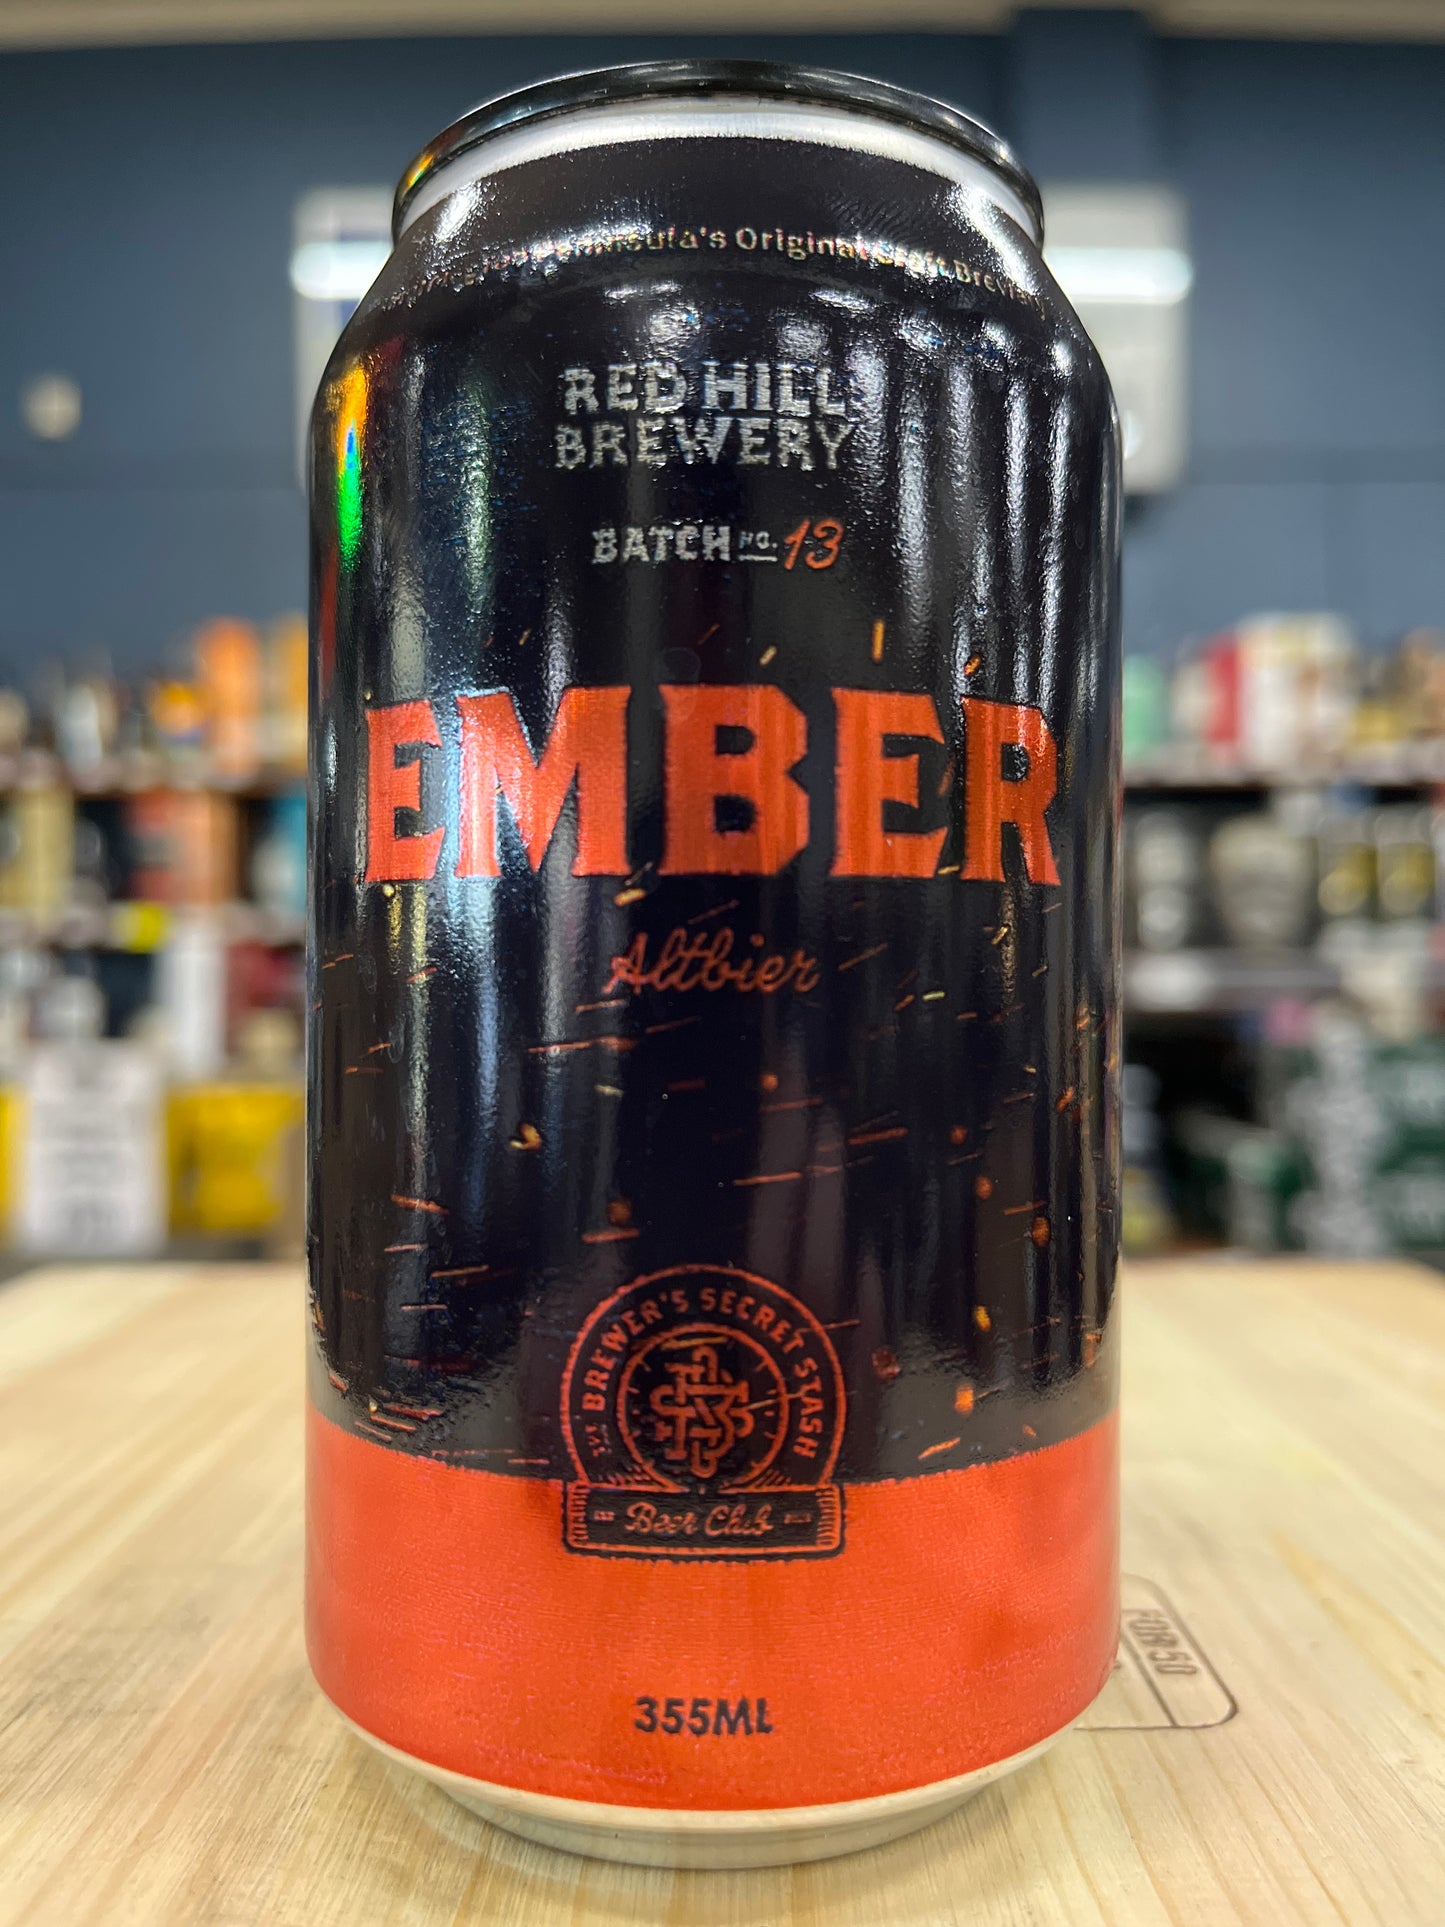 Peninsula's Original Craft Brewery
RED HILL
BREWERY
BATCH NO. 13
EMBER
Altbier
BREWER'S SECRET STASH
Beer Club
355ML